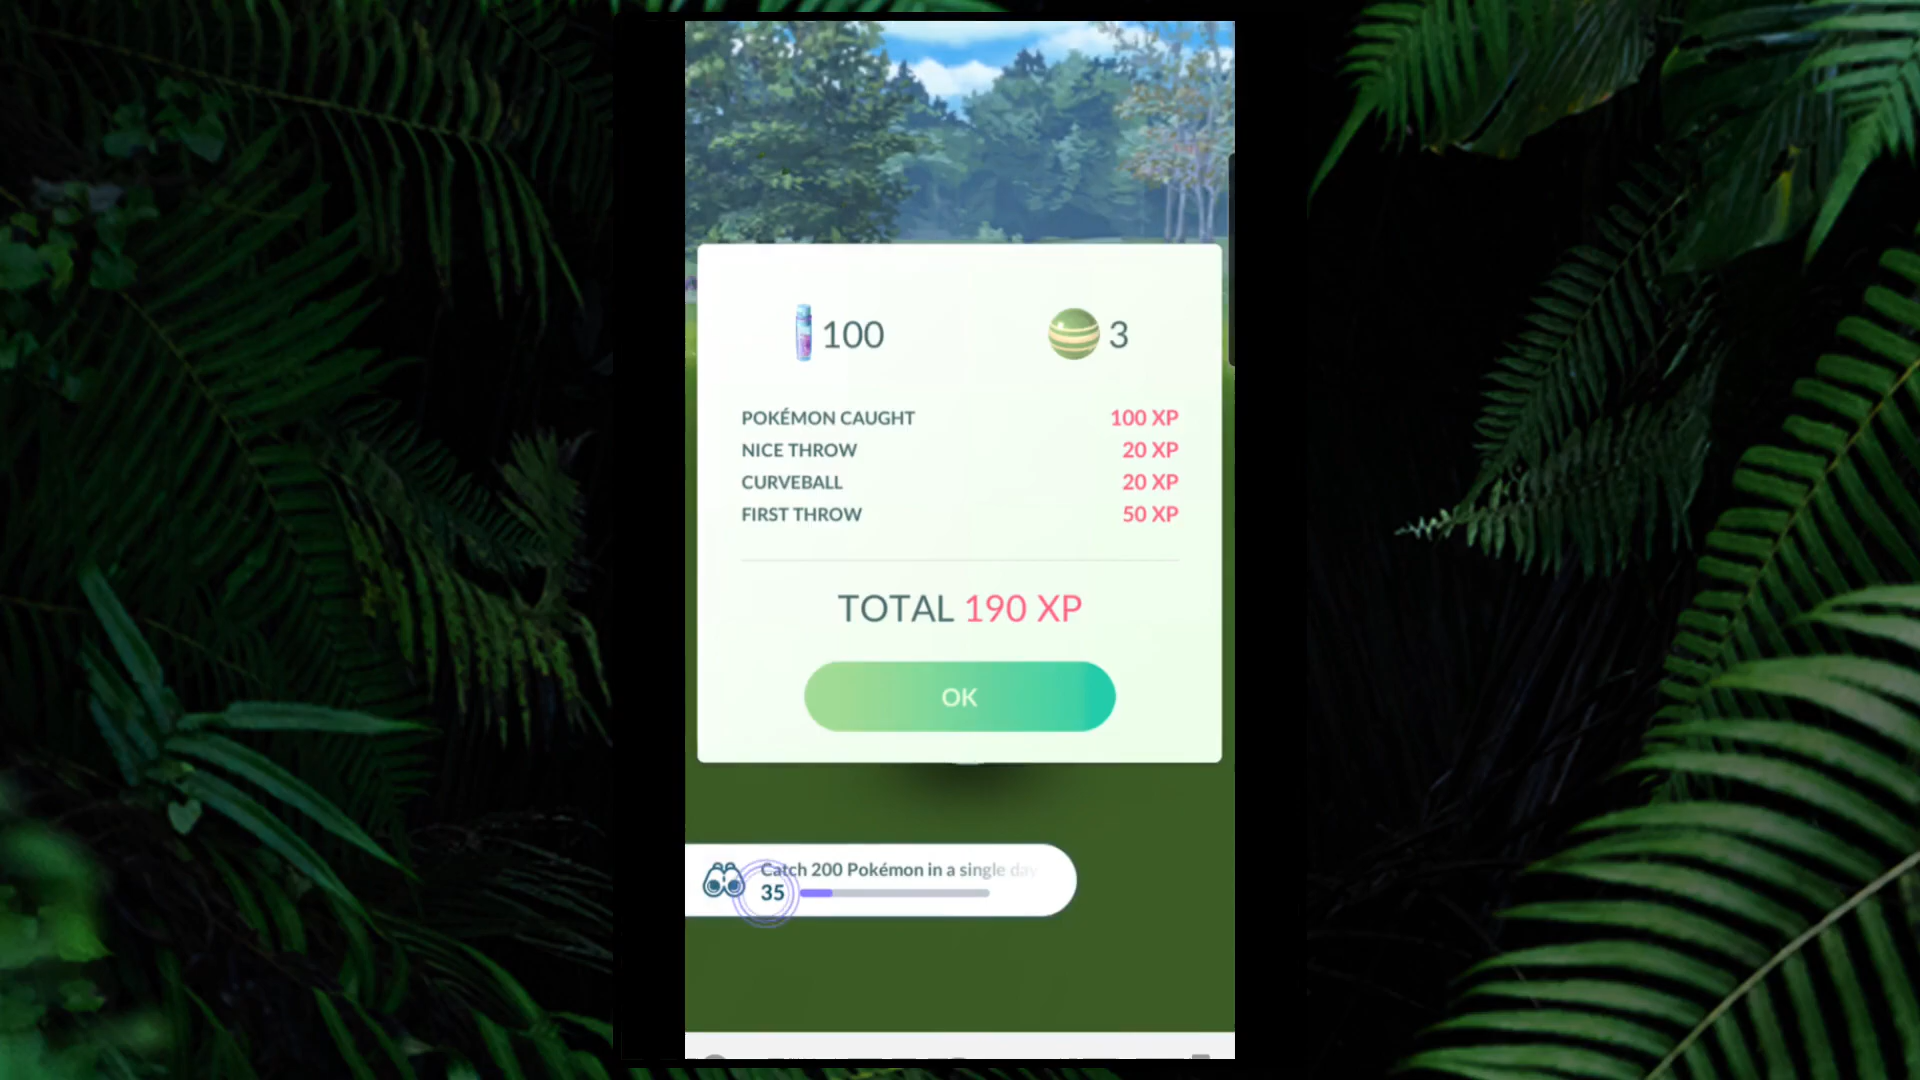 100 3
POKÉMON CAUGHT 100 XP
NICE THROW 20 XP
CURVEBALL 20 XP
FIRST THROW 50 XP
TOTAL 190 XP
OK
Catch 200 Pokémon in a single day
35